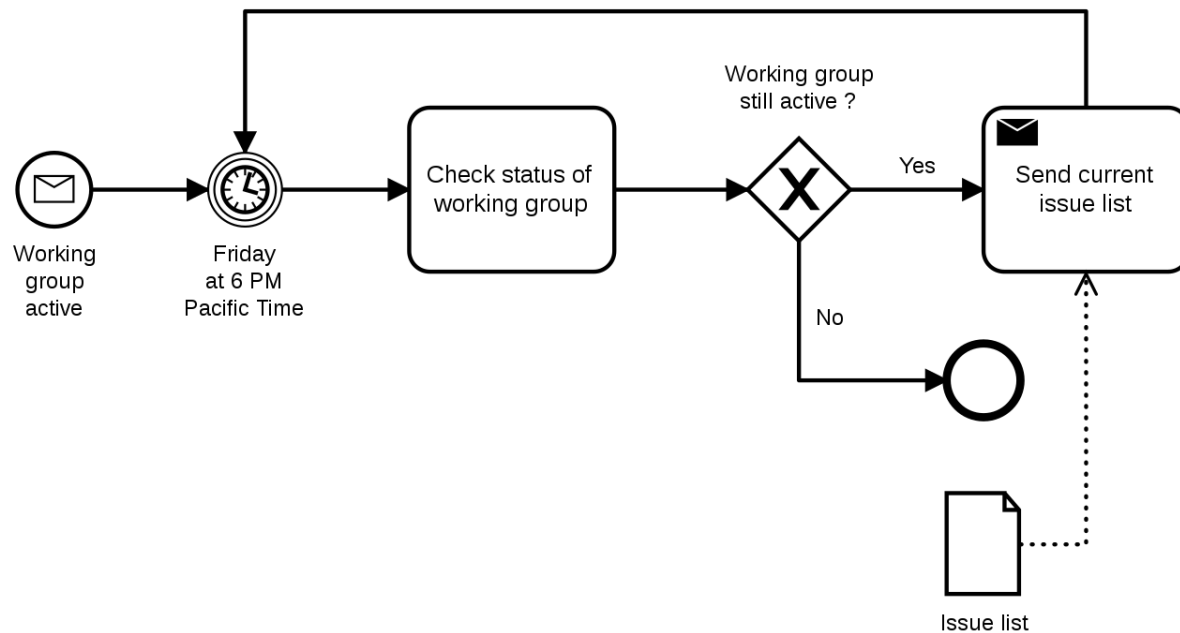 Working group
still active ?
Check status of
working group
Yes
Send current
issue list
Working
group
active
Friday
at 6 PM
Pacific Time
No
Issue list